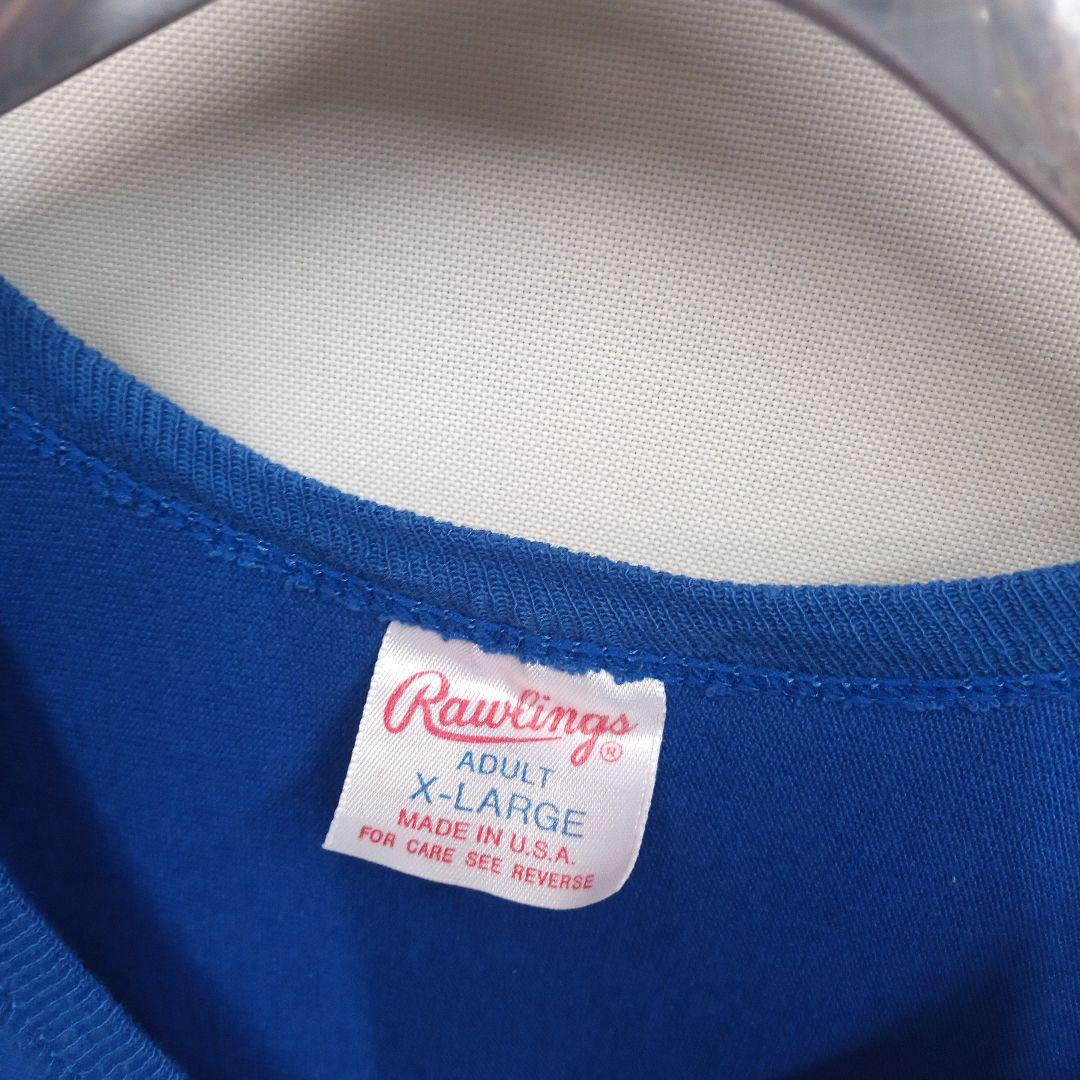 Rawlings®
ADULT
X-LARGE
MADE IN U.S.A.
FOR CARE SEE REVERSE